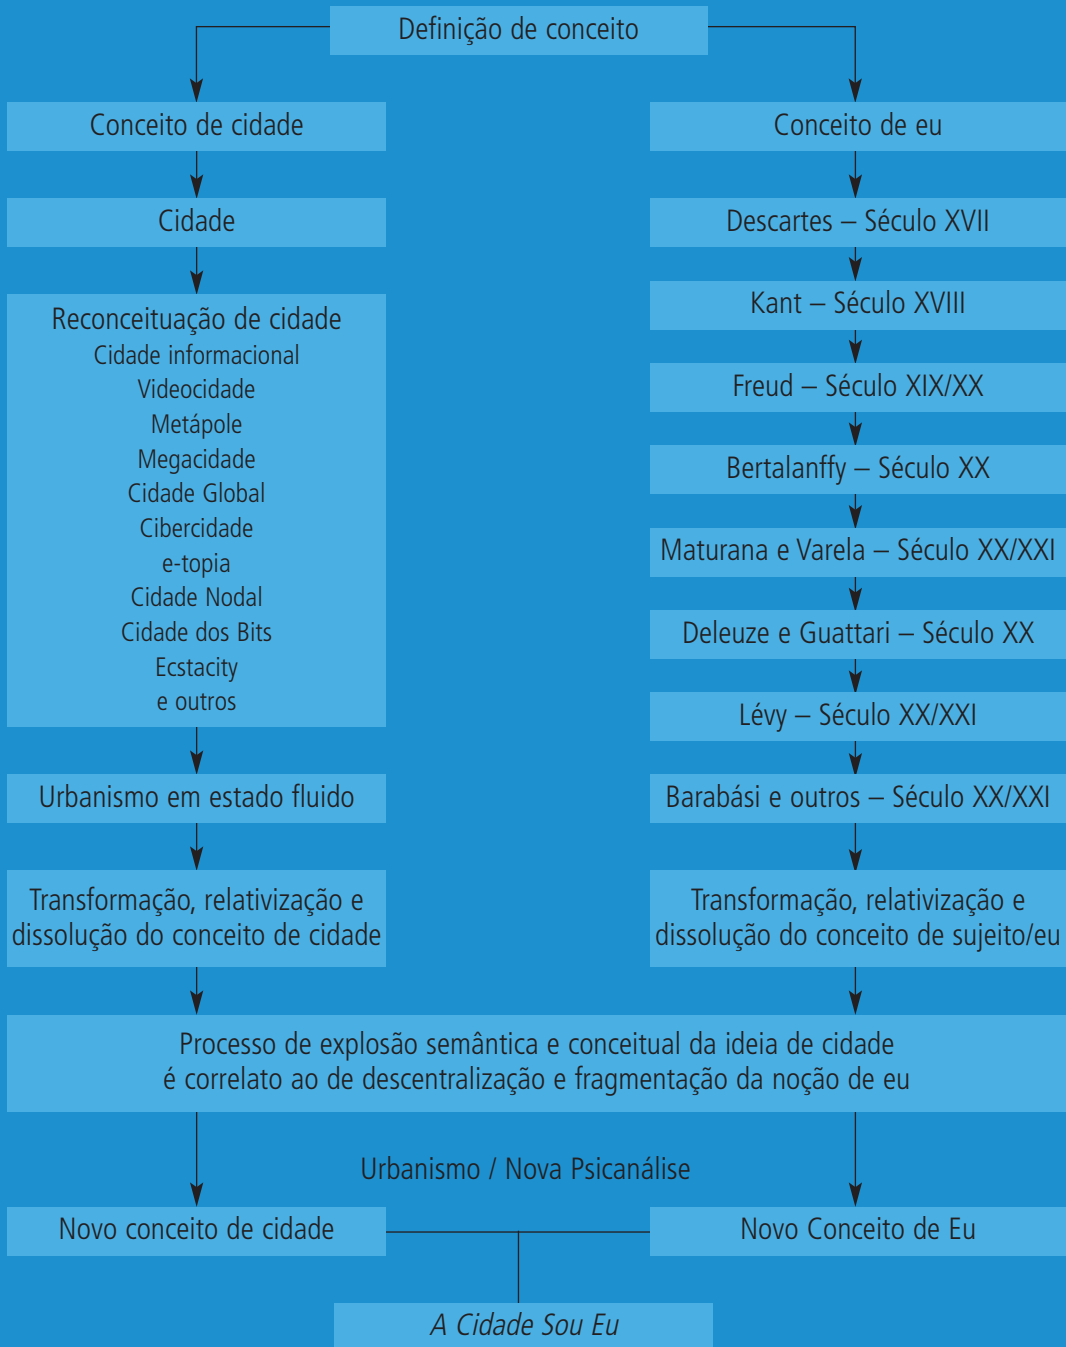 Definição de conceito
Conceito de cidade
Cidade
Reconceituação de cidade
Cidade informacional
Videocidade
Metápole
Megacidade
Cidade Global
Cibercidade
e-topia
Cidade Nodal
Cidade dos Bits
Ecstacity
e outros
Urbanismo em estado fluido
Transformação, relativização e
dissolução do conceito de cidade
Conceito de eu
Descartes – Século XVII
Kant – Século XVIII
Freud – Século XIX/XX
Bertalanffy – Século XX
Maturana e Varela – Século XX/XXI
Deleuze e Guattari – Século XX
Lévy – Século XX/XXI
Barabási e outros – Século XX/XXI
Transformação, relativização e
dissolução do conceito de sujeito/eu
Processo de explosão semântica e conceitual da ideia de cidade
é correlato ao de descentralização e fragmentação da noção de eu
Urbanismo / Nova Psicanálise
Novo conceito de cidade
Novo Conceito de Eu
A Cidade Sou Eu